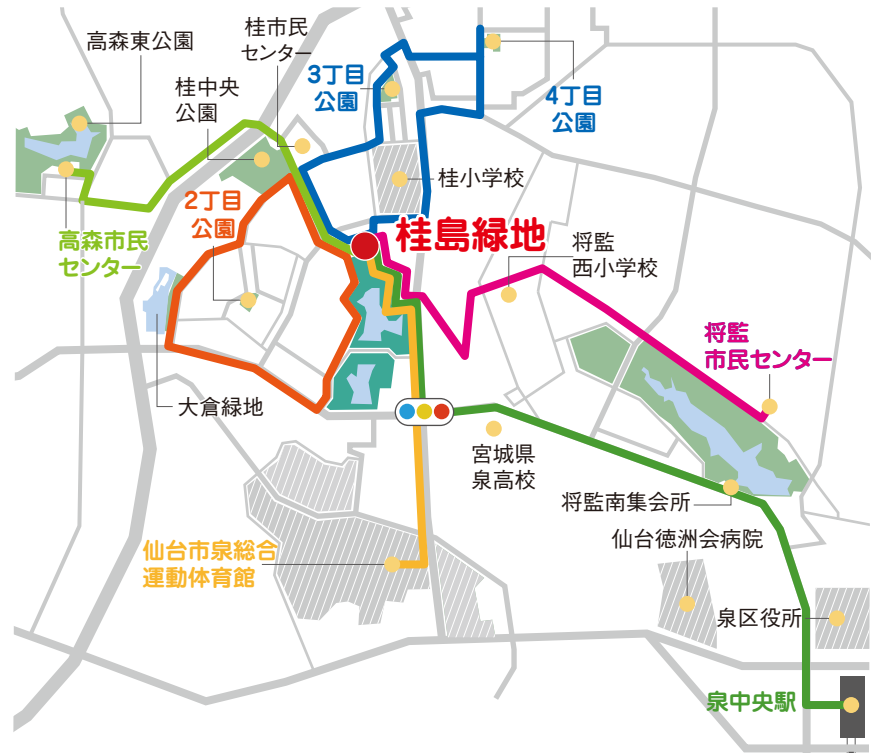 高森東公園
桂市民
センター
桂中央
公園
3丁目
公園
4丁目
公園
桂小学校
2丁目
公園
高森市民
センター
桂島緑地
将監
西小学校
将監
市民センター
大倉緑地
宮城県
泉高校
将監南集会所
仙台市泉総合
運動体育館
仙台徳洲会病院
泉区役所
泉中央駅